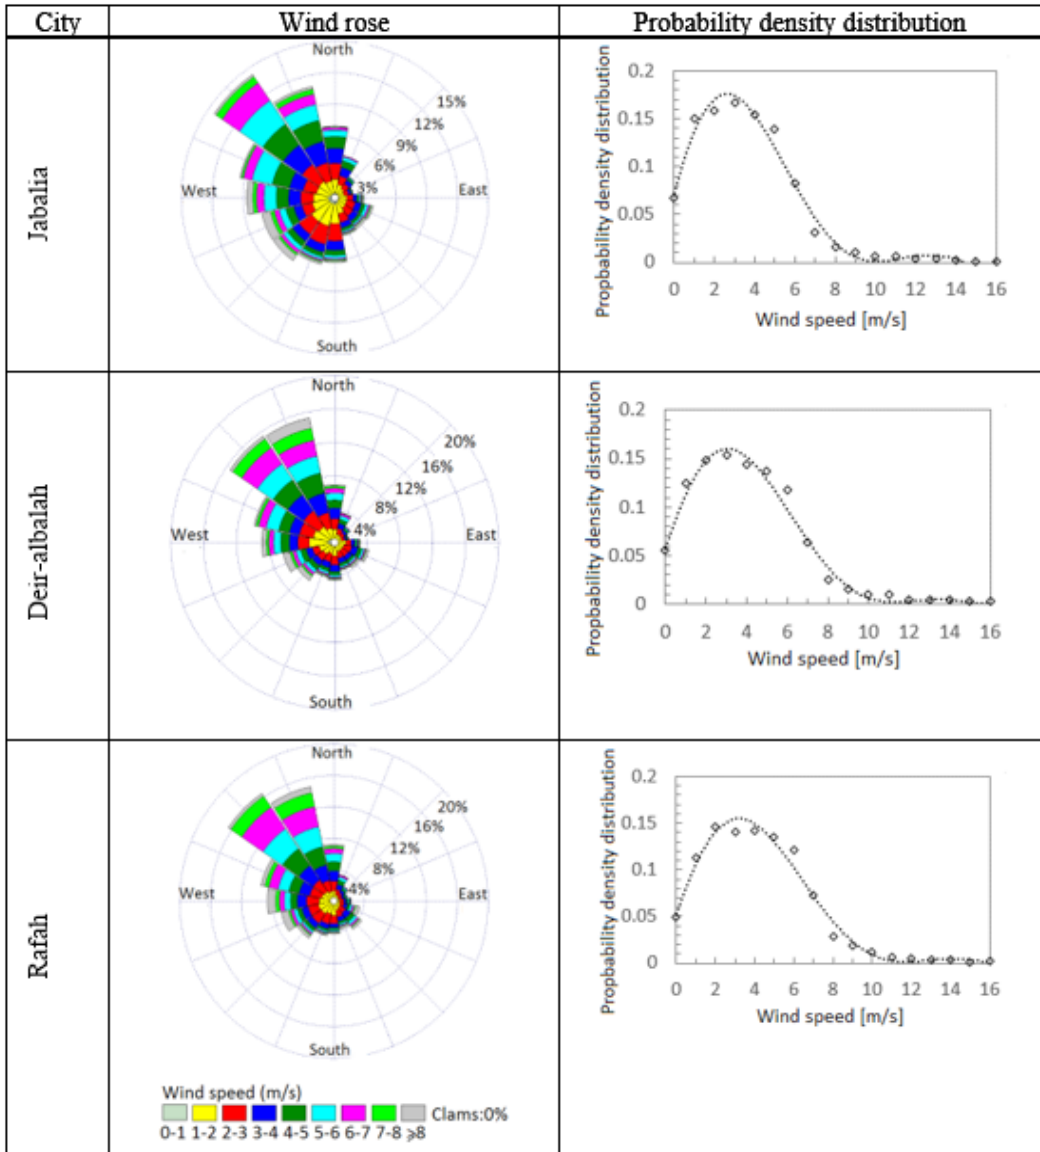 City Wind rose Probability density distribution
Jabalia
North
15%
12%
9%
6%
3%
West East
South
Propbability density distribution
0.2
0.15
0.1
0.05
0
0 2 4 6 8 10 12 14 16
Wind speed [m/s]
Deir-albalah
North
20%
16%
12%
8%
4%
West East
South
Propbability density distribution
0.2
0.15
0.1
0.05
0
0 2 4 6 8 10 12 14 16
Wind speed [m/s]
Rafah
North
20%
16%
12%
8%
4%
West East
South
Propbability density distribution
0.2
0.15
0.1
0.05
0
0 2 4 6 8 10 12 14 16
Wind speed [m/s]
Wind speed (m/s)
Clams:0%
0-1 1-2 2-3 3-4 4-5 5-6 6-7 7-8 ⩾8